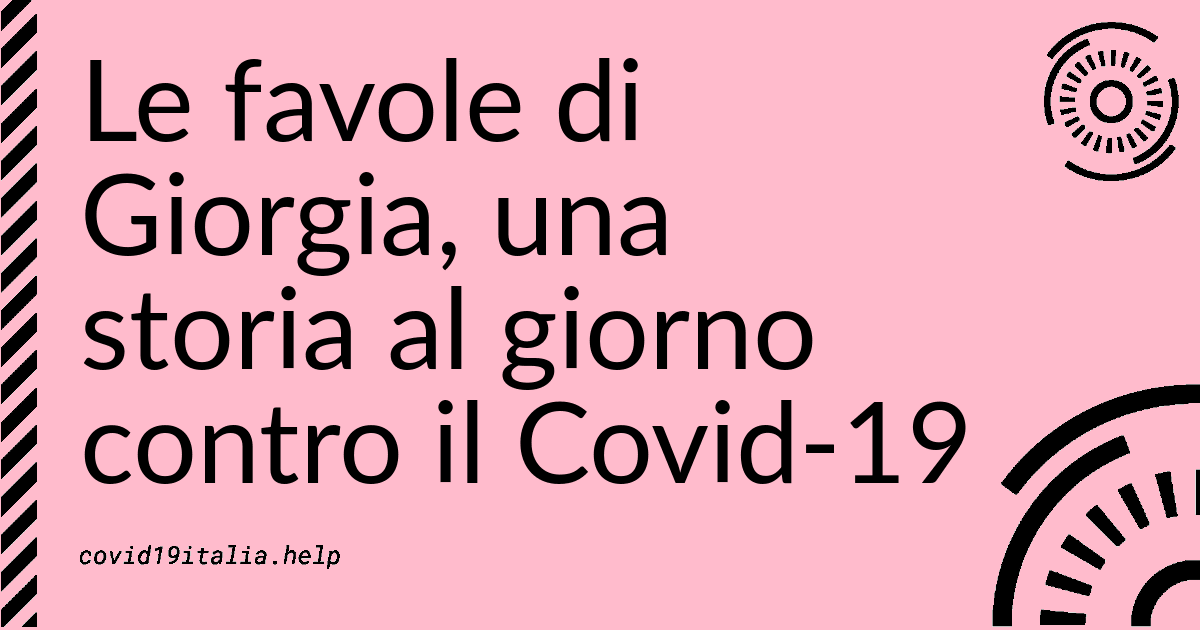 Le favole di
Giorgia, una
storia al giorno
contro il Covid-19
covid19italia.help